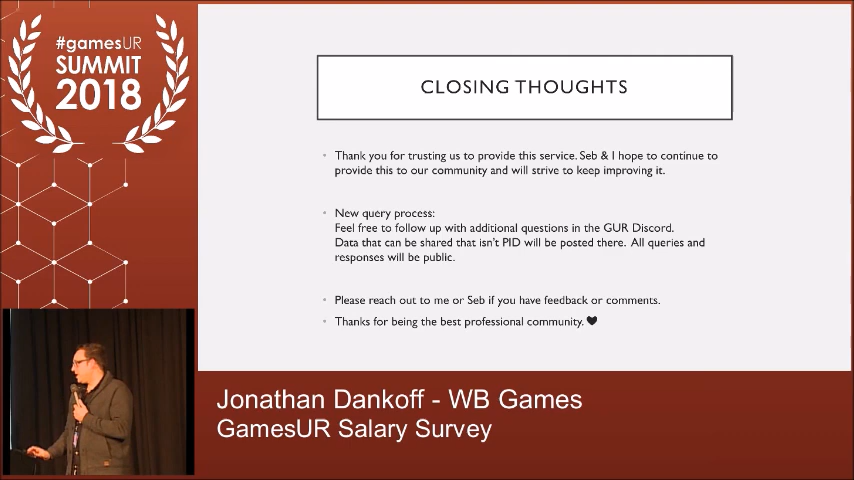 #gamesUR
SUMMIT
2018
CLOSING THOUGHTS
• Thank you for trusting us to provide this service. Seb & I hope to continue to
provide this to our community and will strive to keep improving it.
• New query process:
Feel free to follow up with additional questions in the GUR Discord.
Data that can be shared that isn't PID will be posted there. All queries and
responses will be public.
• Please reach out to me or Seb if you have feedback or comments.
• Thanks for being the best professional community. ♥
Jonathan Dankoff - WB Games
GamesUR Salary Survey